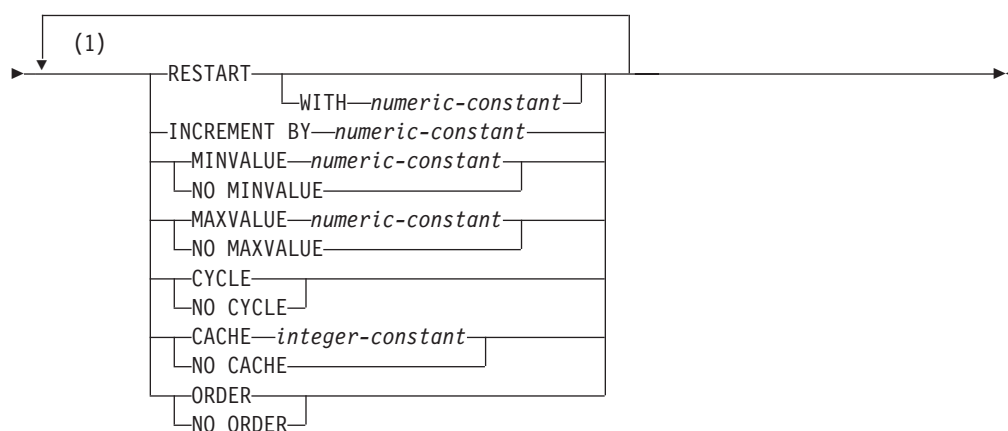 (1)
RESTART
WITH numeric-constant
INCREMENT BY numeric-constant
MINVALUE numeric-constant
NO MINVALUE
MAXVALUE numeric-constant
NO MAXVALUE
CYCLE
NO CYCLE
CACHE integer-constant
NO CACHE
ORDER
NO ORDER